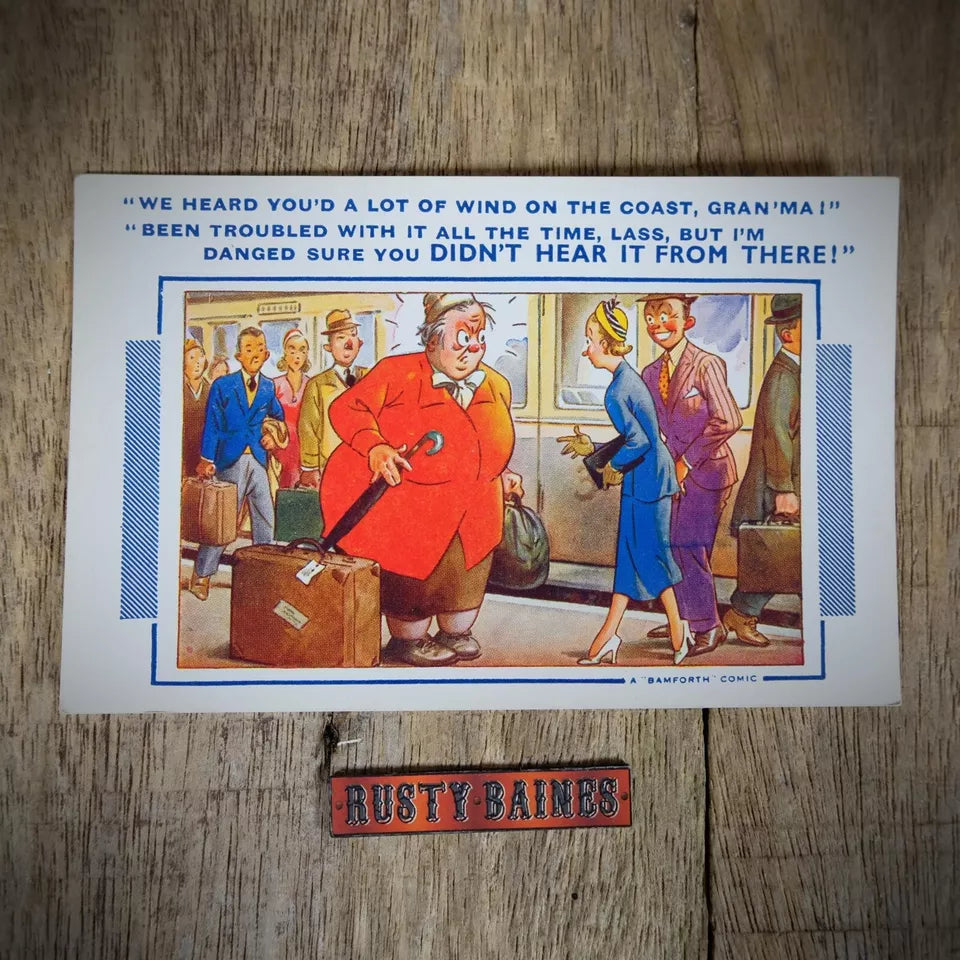 “WE HEARD YOU'D A LOT OF WIND ON THE COAST, GRAN'MA!”
“BEEN TROUBLED WITH IT ALL THE TIME, LASS, BUT I'M
DANGED SURE YOU DIDN'T HEAR IT FROM THERE!”
A “BAMFORTH” COMIC
RUSTY·BAINES